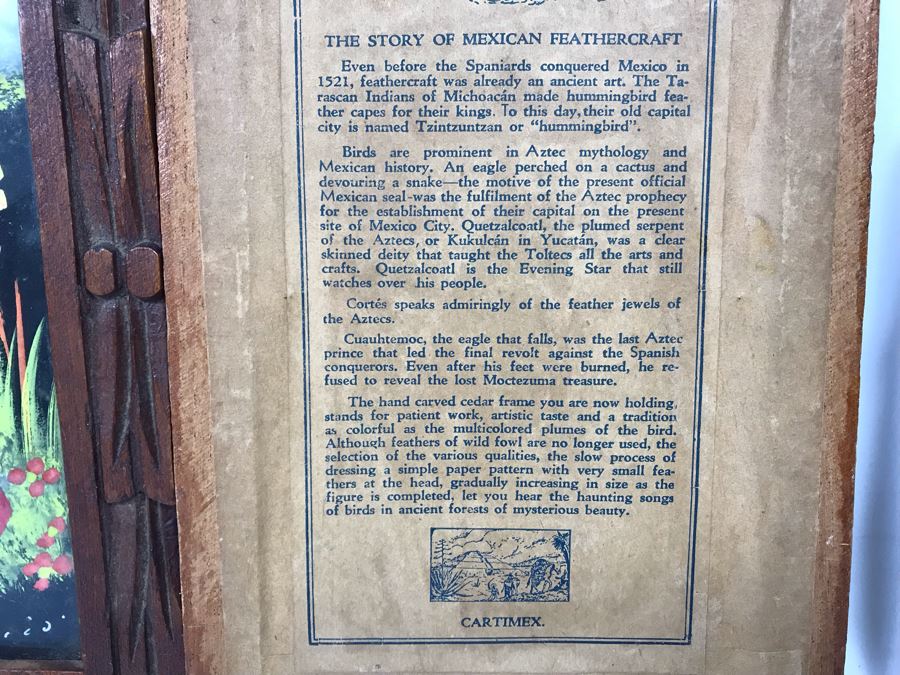 THE STORY OF MEXICAN FEATHERCRAFT
Even before the Spaniards conquered Mexico in
1521, feathercraft was already an ancient art. The Ta-
rascan Indians of Michoacán made hummingbird fea-
ther capes for their kings. To this day,their old capital
city is named Tzintzuntzan or "hummingbird".
Birds are prominent in Aztec mythology and
Mexican history. An eagle perched on a cactus and
devouring a snake—the motive of the present official
Mexican seal-was the fulfilment of the Aztec prophecy
for the establishment of their capital on the present
site of Mexico City. Quetzalcoatl, the plumed serpent
of the Aztecs, or Kukulcán in Yucatán, was a clear
skinned deity that taught the Toltecs all the arts and
crafts. Quetzalcoatl is the Evening Star that still
watches over his people.
Cortés speaks admiringly of the feather jewels of
the Aztecs.
Cuauhtemoc, the eagle that falls, was the last Aztec
prince that led the final revolt against the Spanish
conquerors. Even after his feet were burned, he re-
fused to reveal the lost Moctezuma treasure.
The hand carved cedar frame you are now holding,
stands for patient work, artistic taste and a tradition
as colorful as the multicolored plumes of the bird.
Although feathers of wild fowl are no longer used, the
selection of the various qualities, the slow process of
dressing a simple paper pattern with very small fea-
thers at the head, gradually increasing in size as the
figure is completed, let you hear the haunting songs
of birds in ancient forests of mysterious beauty.
CARTIMEX.